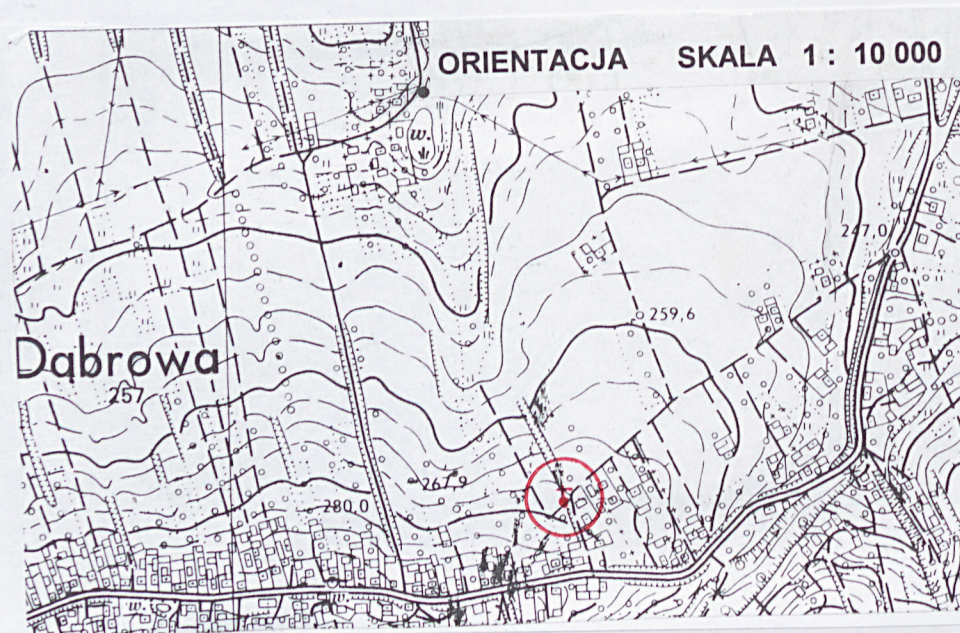 ORIENTACJA SKALA 1 : 10 000
w.
247,0
259,6
Dąbrowa
257
267,9
280,0
w.
w.